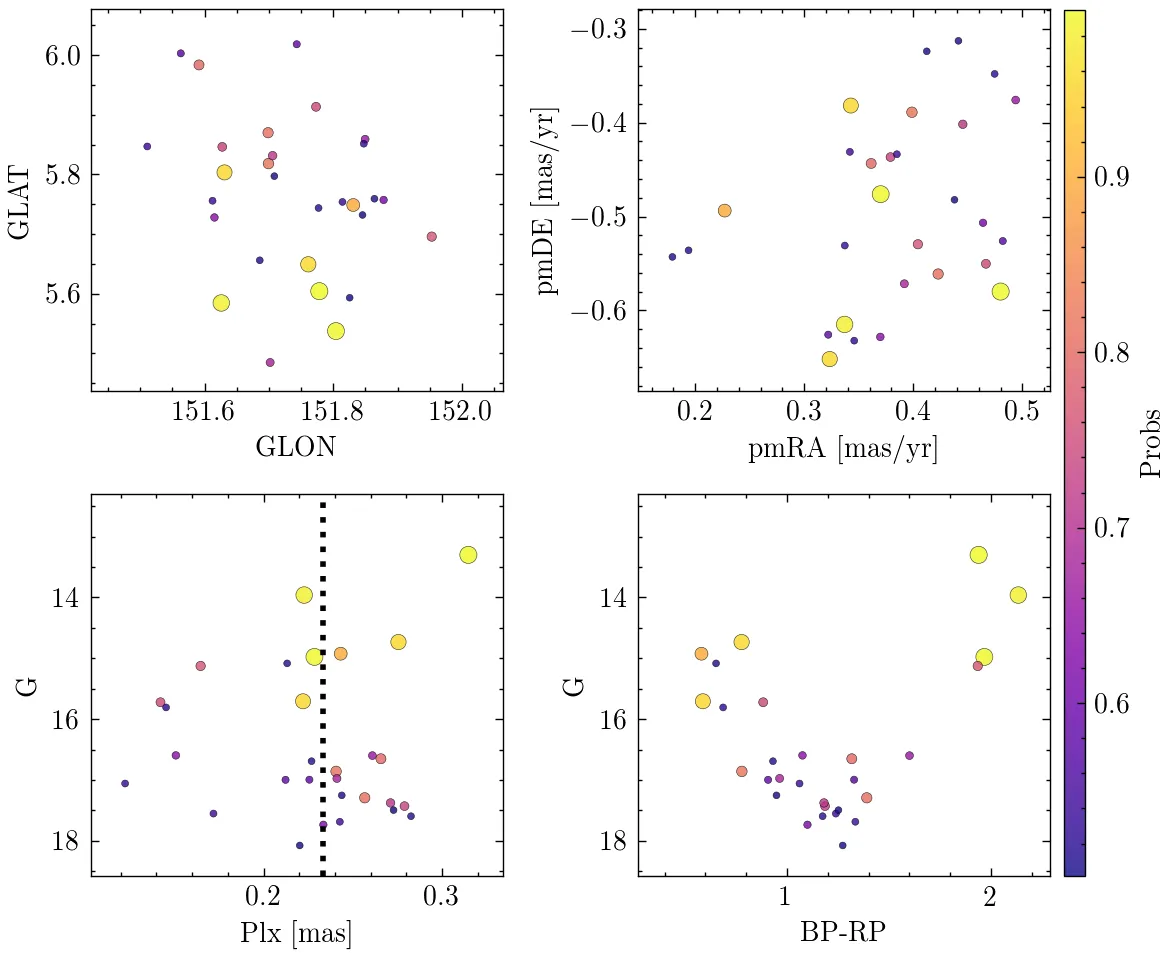 6.0
5.8
5.6
GLAT
151.6 151.8 152.0
GLON
−0.3
−0.4
−0.5
−0.6
pmDE [mas/yr]
0.2 0.3 0.4 0.5
pmRA [mas/yr]
14
16
18
G
0.2 0.3
Plx [mas]
14
16
18
G
1 2
BP-RP
0.9
0.8
0.7
0.6
Probs